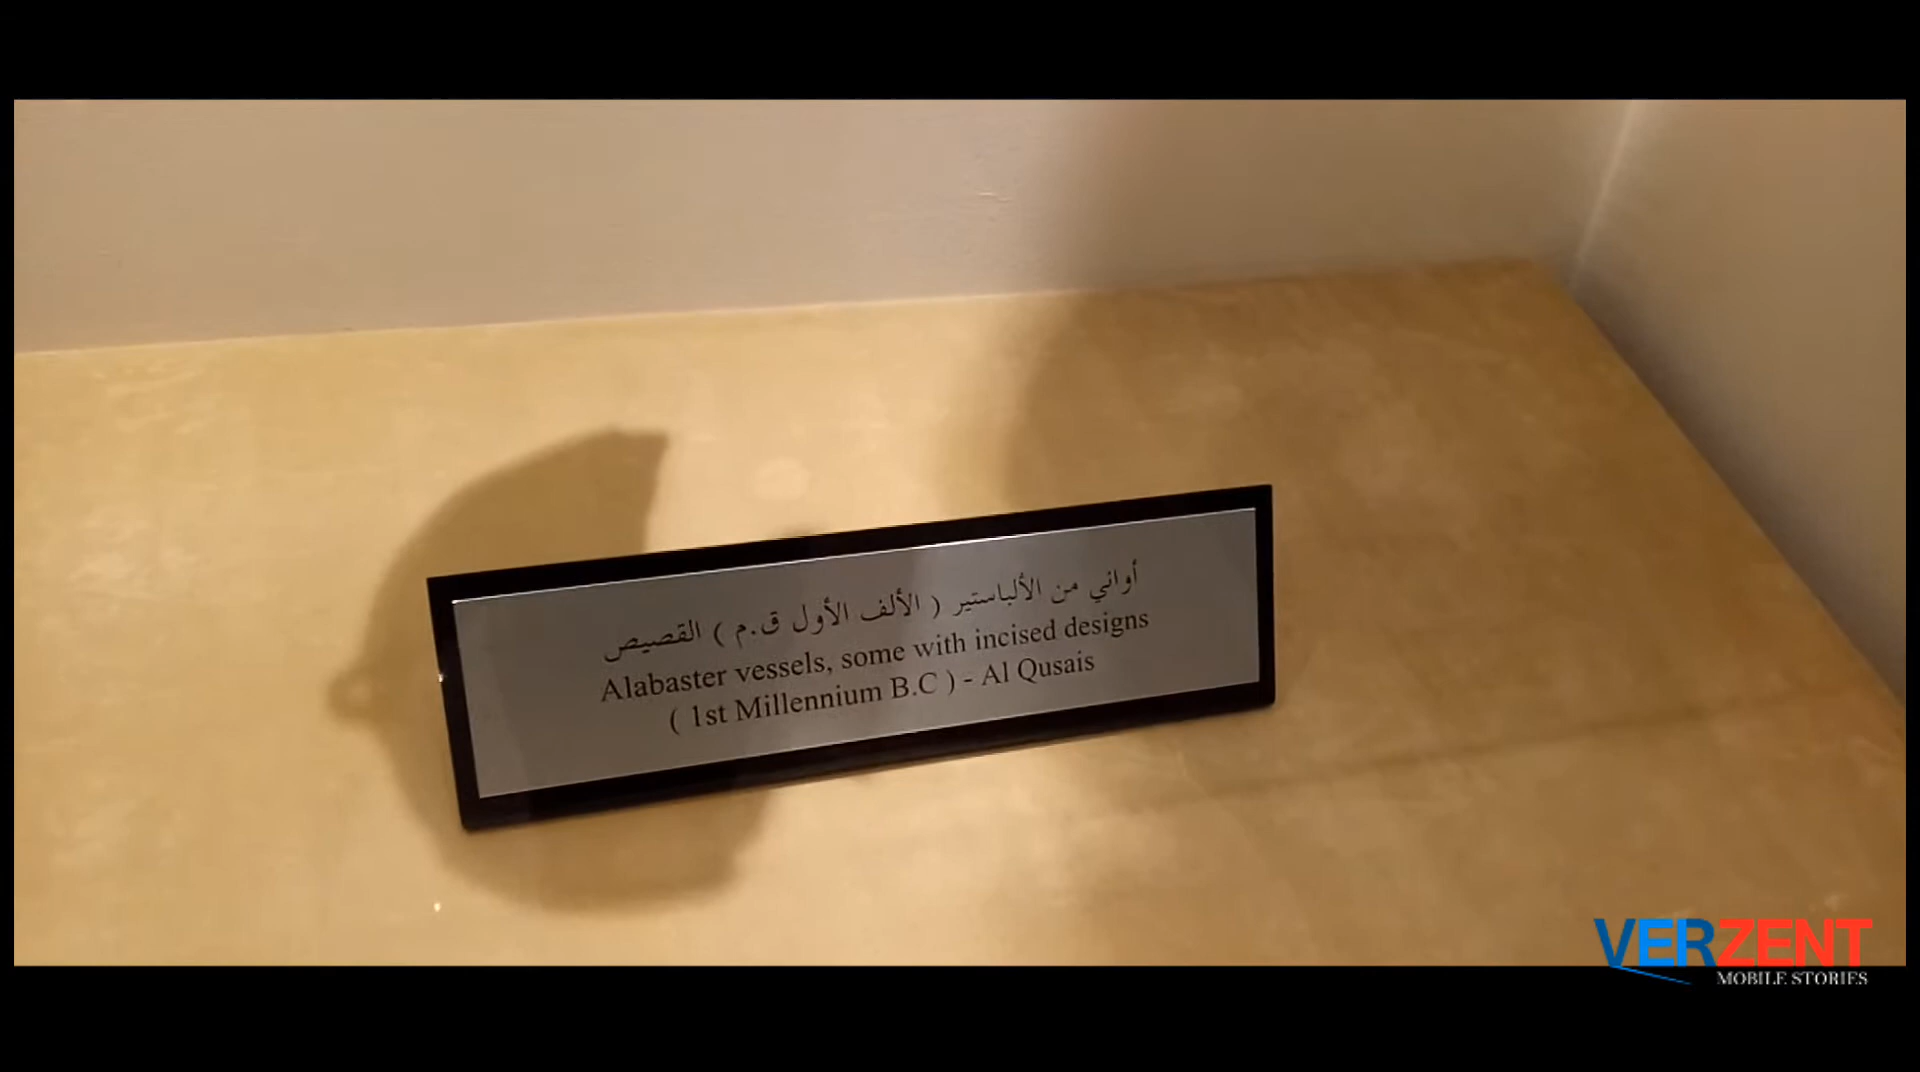 أواني من الألباستير ( الألف الأول ق.م ) القصيص
Alabaster vessels, some with incised designs
( 1st Millennium B.C ) - Al Qusais
VERZENT
MOBILE STORIES